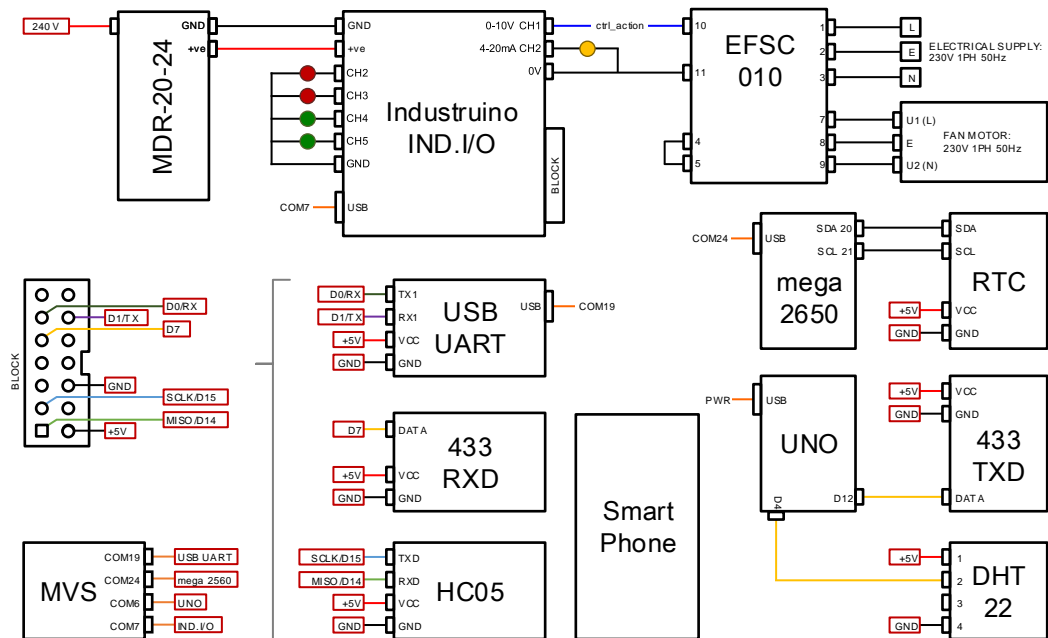 240 V
MDR-20-24
GND
+ve
GND
+ve
CH2
CH3
CH4
CH5
GND
COM7
USB
Industruino
IND.I/O
0-10V CH1
4-20mA CH2
0V
BLOCK
ctrl_action
10
11
4
5
EFSC
010
1
2
3
7
8
9
L
E
N
ELECTRICAL SUPPLY:
230V 1PH 50Hz
U1 (L)
E
U2 (N)
FAN MOTOR:
230V 1PH 50Hz
COM24
USB
SDA 20
SCL 21
mega
2650
SDA
SCL
RTC
+5V
VCC
GND
GND
BLOCK
D0/RX
D1/TX
D7
GND
SCLK/D15
MISO/D14
+5V
D0/RX
TX1
D1/TX
RX1
+5V
VCC
GND
GND
USB
UART
USB
COM19
D7
DATA
+5V
VCC
GND
GND
433
RXD
SCLK/D15
TXD
MISO/D14
RXD
+5V
VCC
GND
GND
HC05
Smart
Phone
PWR
USB
UNO
D12
D4
+5V
VCC
GND
GND
433
TXD
DATA
+5V
1
2
3
GND
4
DHT
22
MVS
COM19
USB UART
COM24
mega 2560
COM6
UNO
COM7
IND.I/O